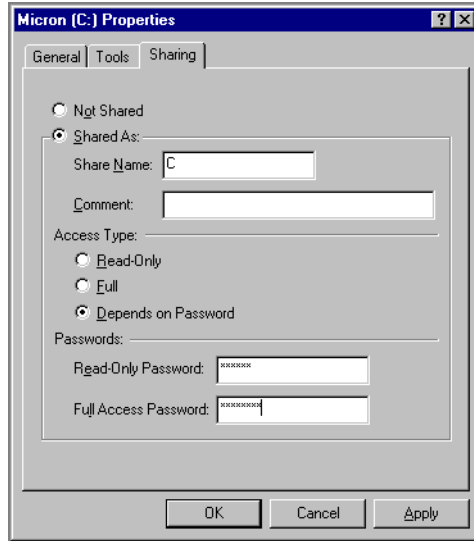 Micron (C:) Properties
General Tools Sharing
Not Shared
Shared As:
Share Name: C
Comment:
Access Type:
Read-Only
Full
Depends on Password
Passwords:
Read-Only Password: ******
Full Access Password: ********
OK Cancel Apply